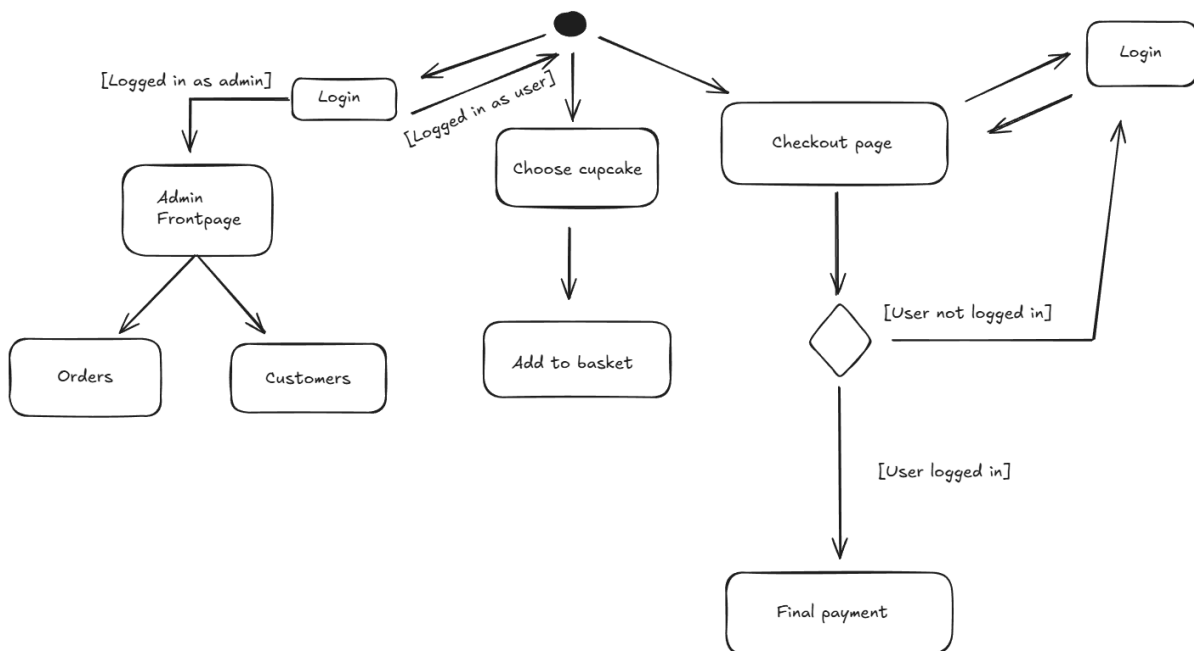 Login
[Logged in as admin]
Login
[Logged in as user]
Checkout page
Choose cupcake
Admin
Frontpage
[User not logged in]
Add to basket
Orders
Customers
[User logged in]
Final payment